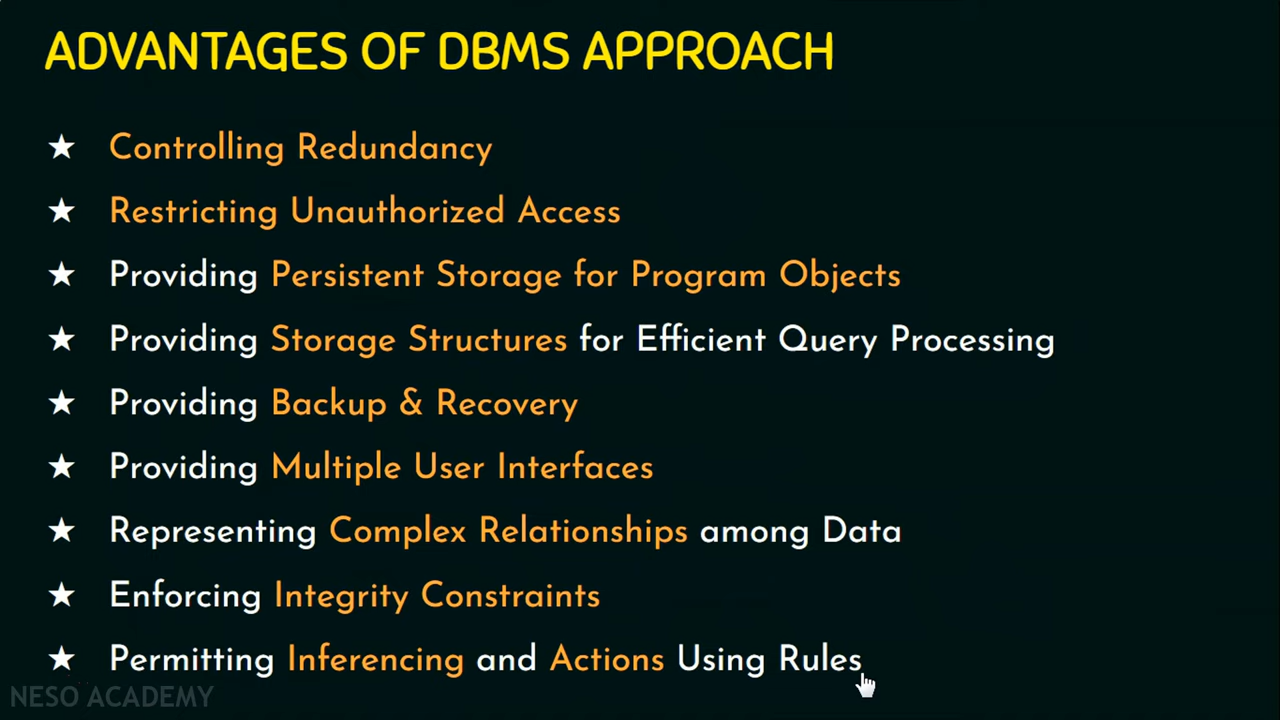 ADVANTAGES OF DBMS APPROACH
★ Controlling Redundancy
★ Restricting Unauthorized Access
★ Providing Persistent Storage for Program Objects
★ Providing Storage Structures for Efficient Query Processing
★ Providing Backup & Recovery
★ Providing Multiple User Interfaces
★ Representing Complex Relationships among Data
★ Enforcing Integrity Constraints
★ Permitting Inferencing and Actions Using Rules
NESO ACADEMY